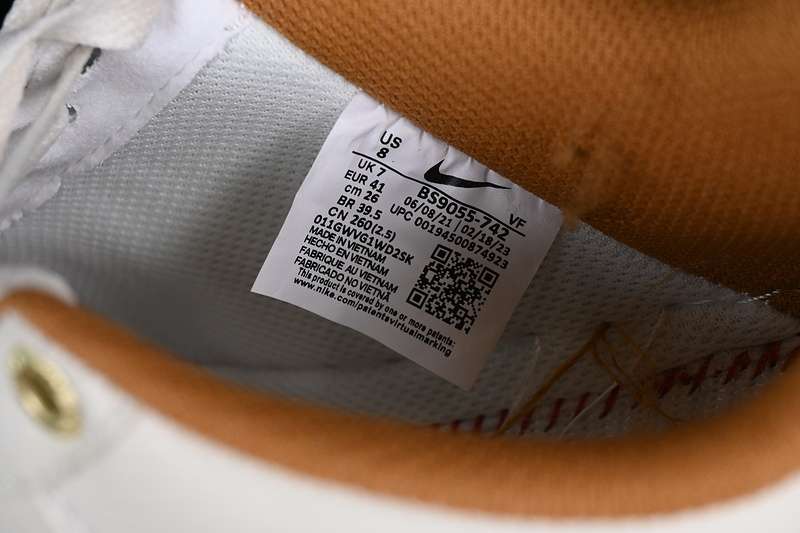 US
8
UK 7
EUR 41
cm 26
BR 39.5
CN 260(2.5)
011GWVG1WD2SK
MADE IN VIETNAM
HECHO EN VIETNAM
FABRIQUE AU VIETNAM
FABRICADO NO VIETNÃ
This product is covered by one or more patents:
www.nike.com/patentsvirtualmarking
BS9055-742 VF
06/08/21 | 02/18/23
UPC 00194500874923